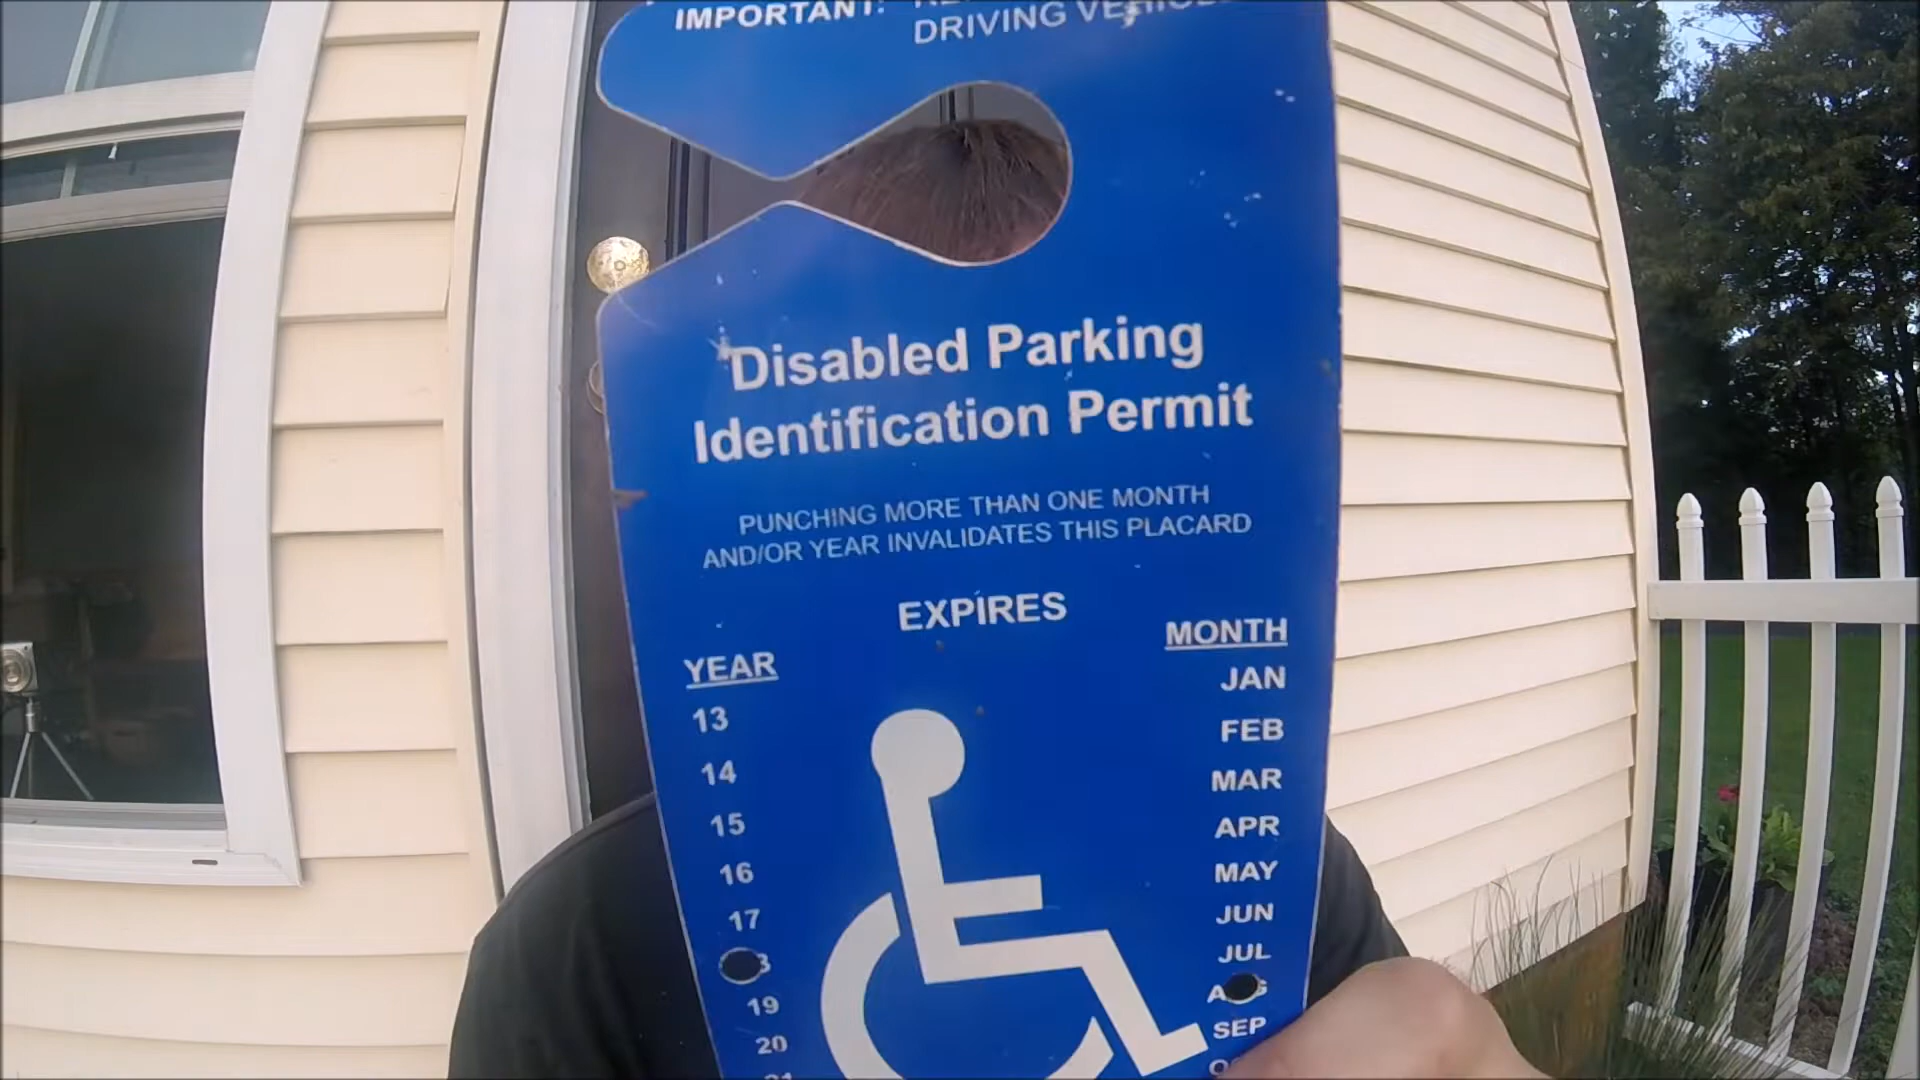 IMPORTANT:
DRIVING VEHICLE
Disabled Parking
Identification Permit
PUNCHING MORE THAN ONE MONTH
AND/OR YEAR INVALIDATES THIS PLACARD
EXPIRES
YEAR
13
14
15
16
17
19
20
MONTH
JAN
FEB
MAR
APR
MAY
JUN
JUL
SEP